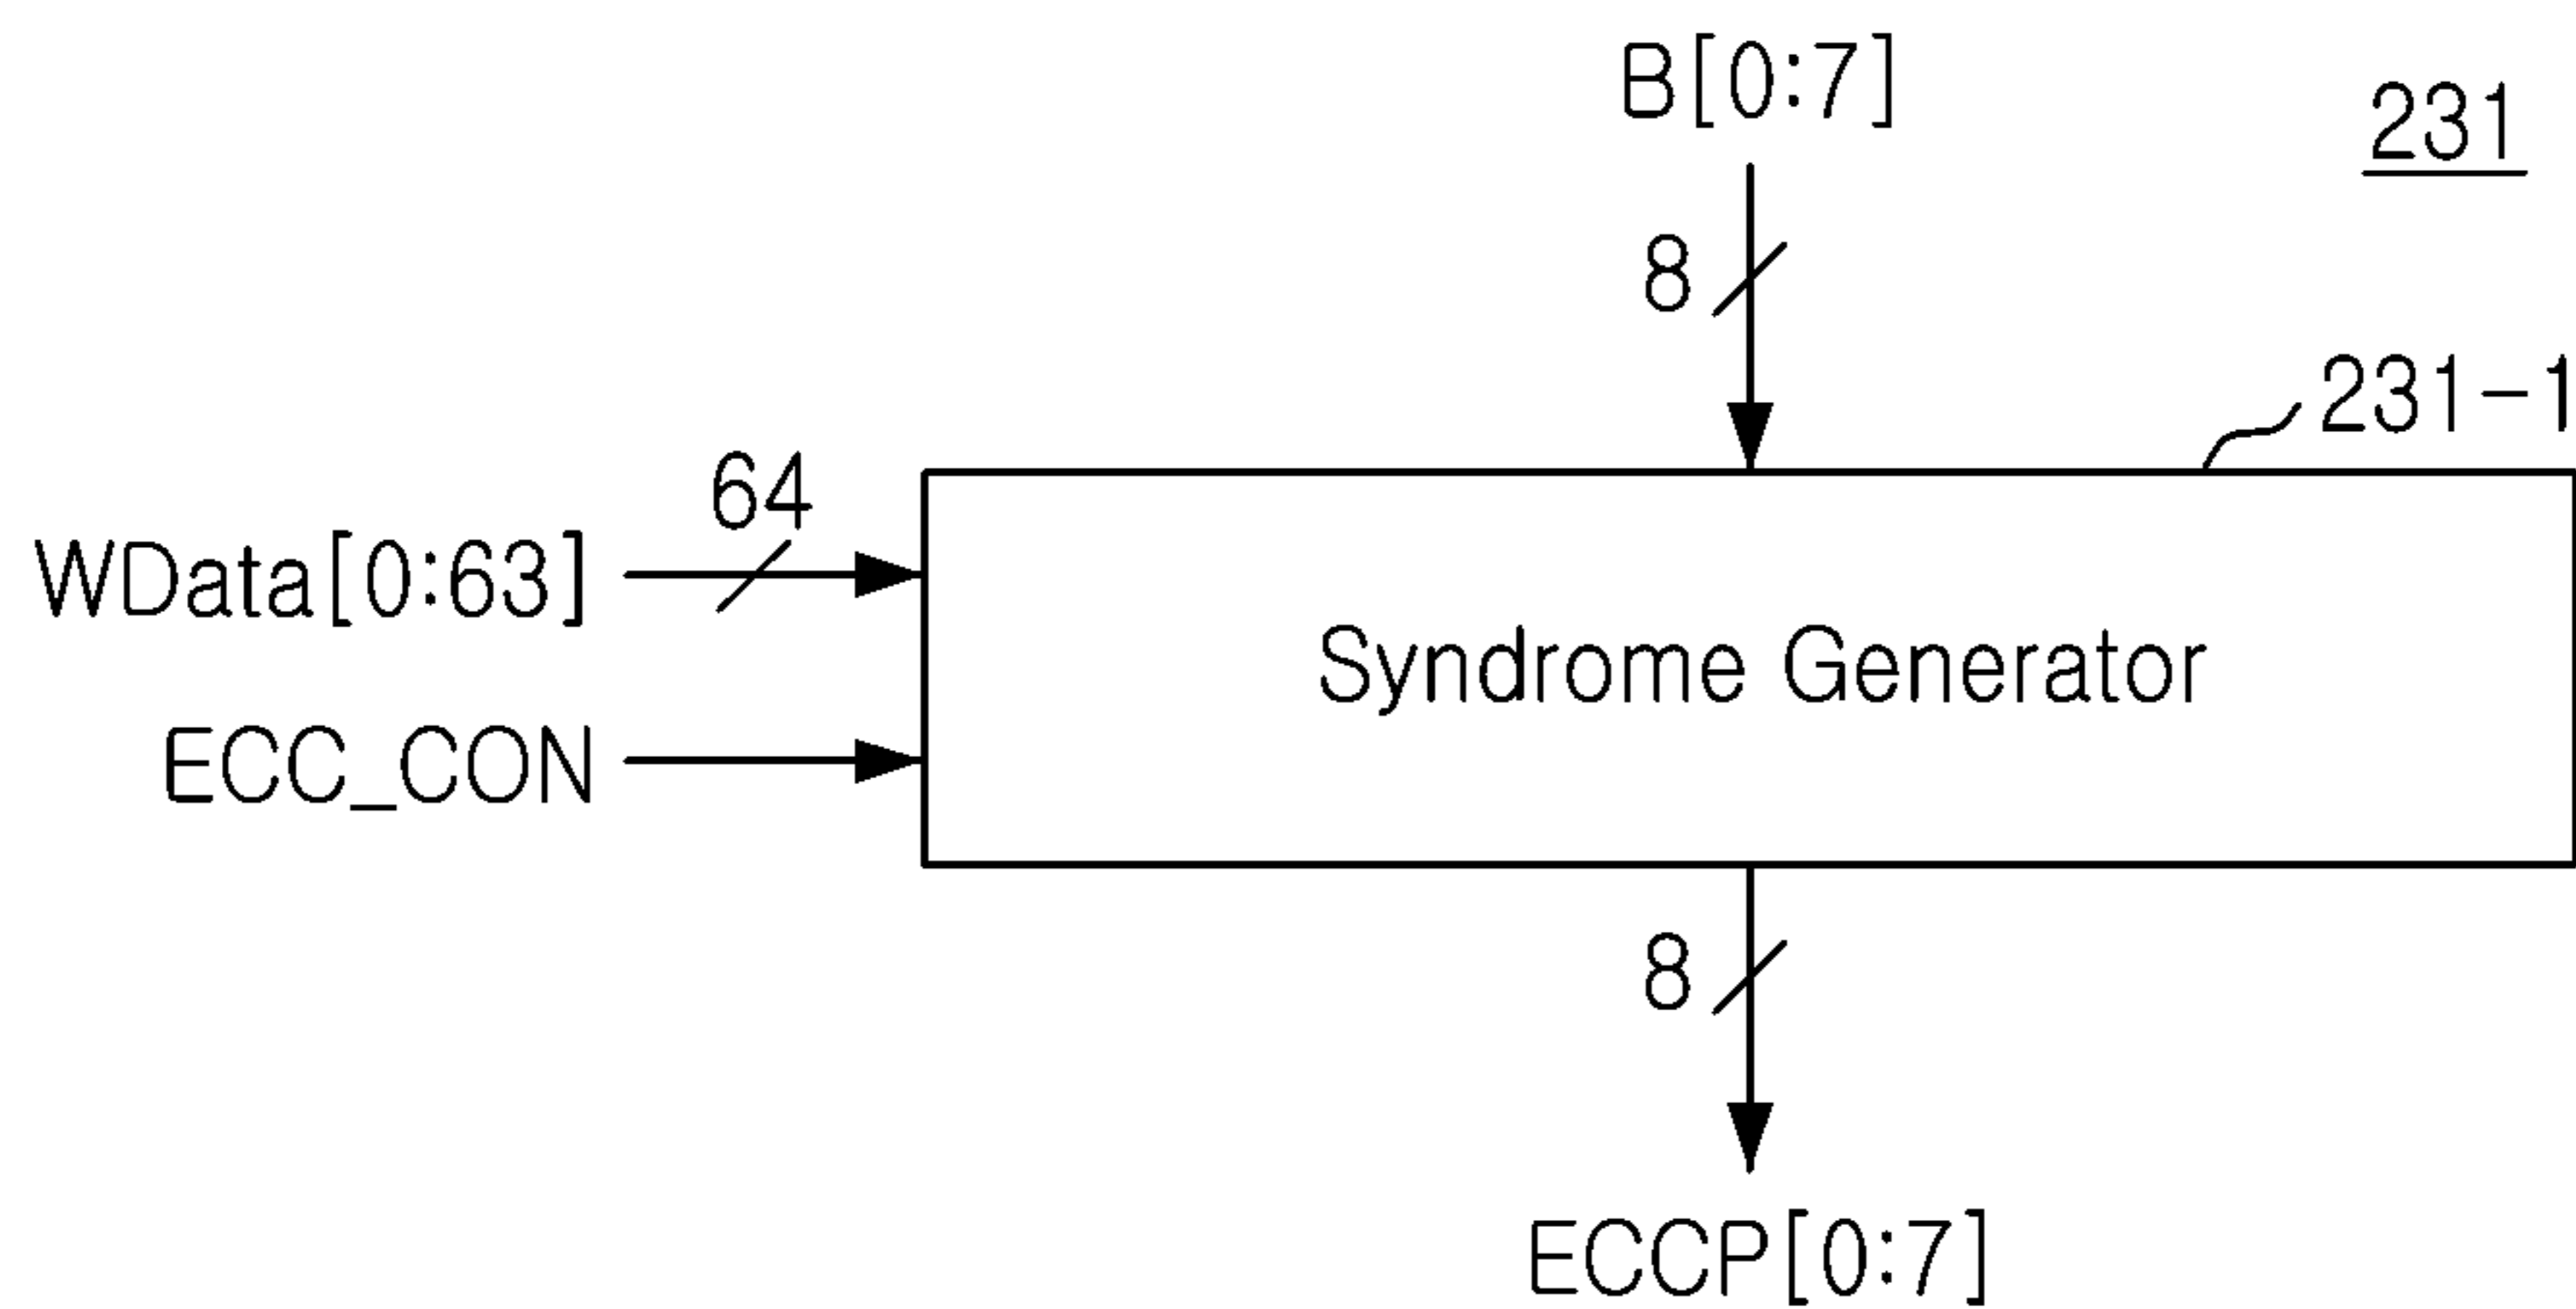 B[0:7]
231
8
231-1
64
WData[0:63]
Syndrome Generator
ECC_CON
8
ECCP[0:7]